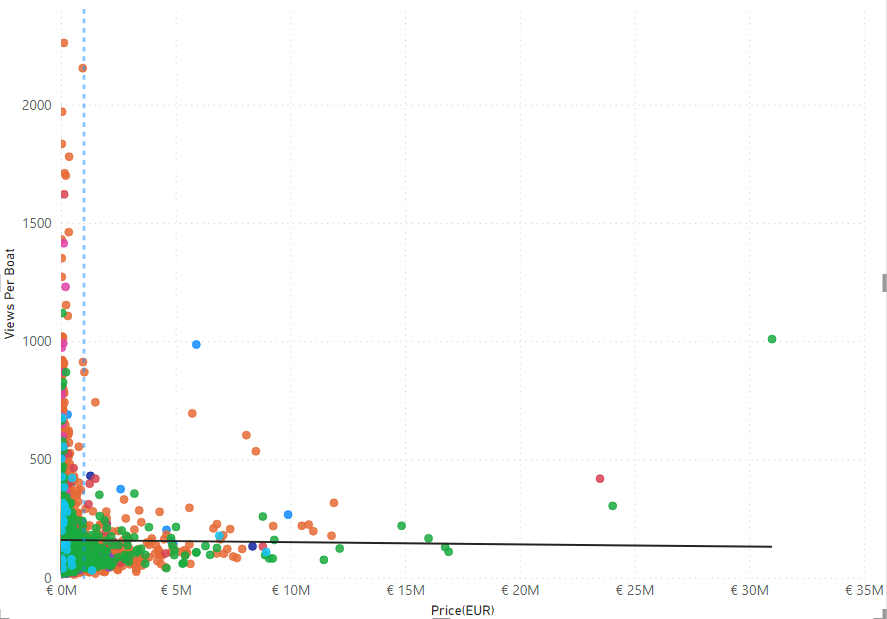 2000
1500
1000
500
0
Views Per Boat
€ 0M € 5M € 10M € 15M € 20M € 25M € 30M € 35M
Price(EUR)